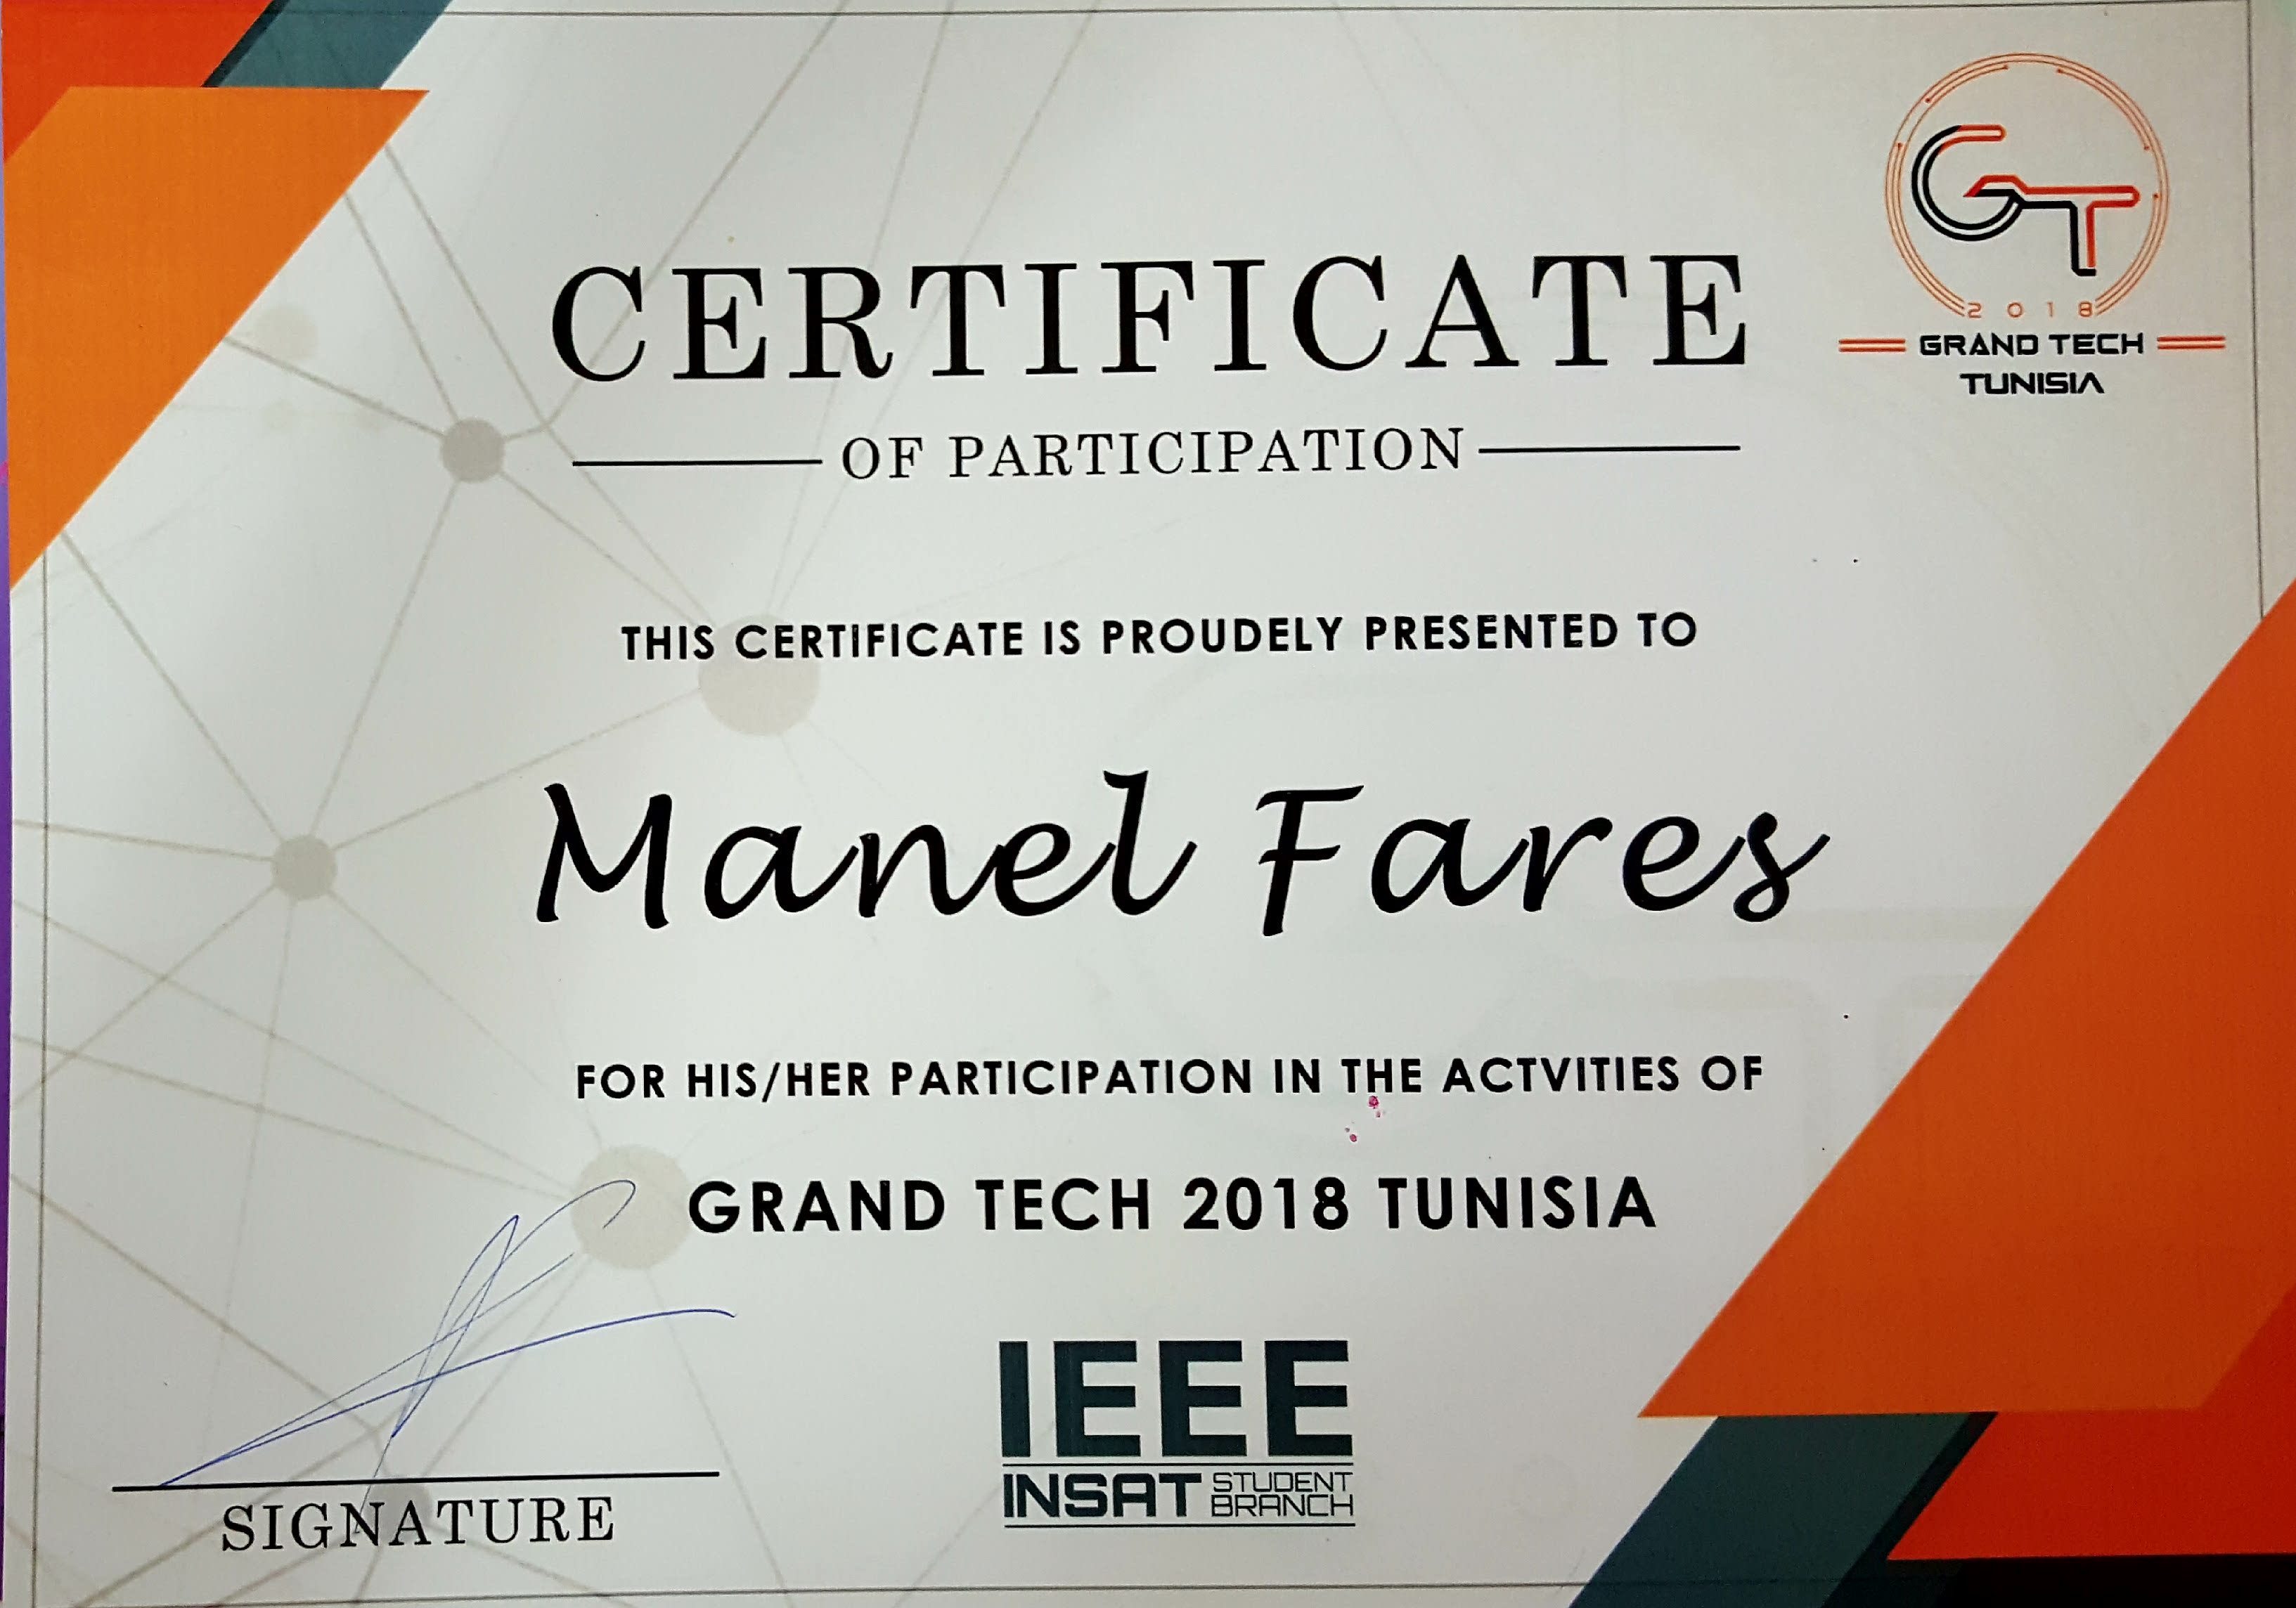 GT
2018
GRAND TECH
TUNISIA
CERTIFICATE
OF PARTICIPATION
THIS CERTIFICATE IS PROUDELY PRESENTED TO
Manel Fares
FOR HIS/HER PARTICIPATION IN THE ACTVITIES OF
GRAND TECH 2018 TUNISIA
SIGNATURE
IEEE
INSAT STUDENT BRANCH